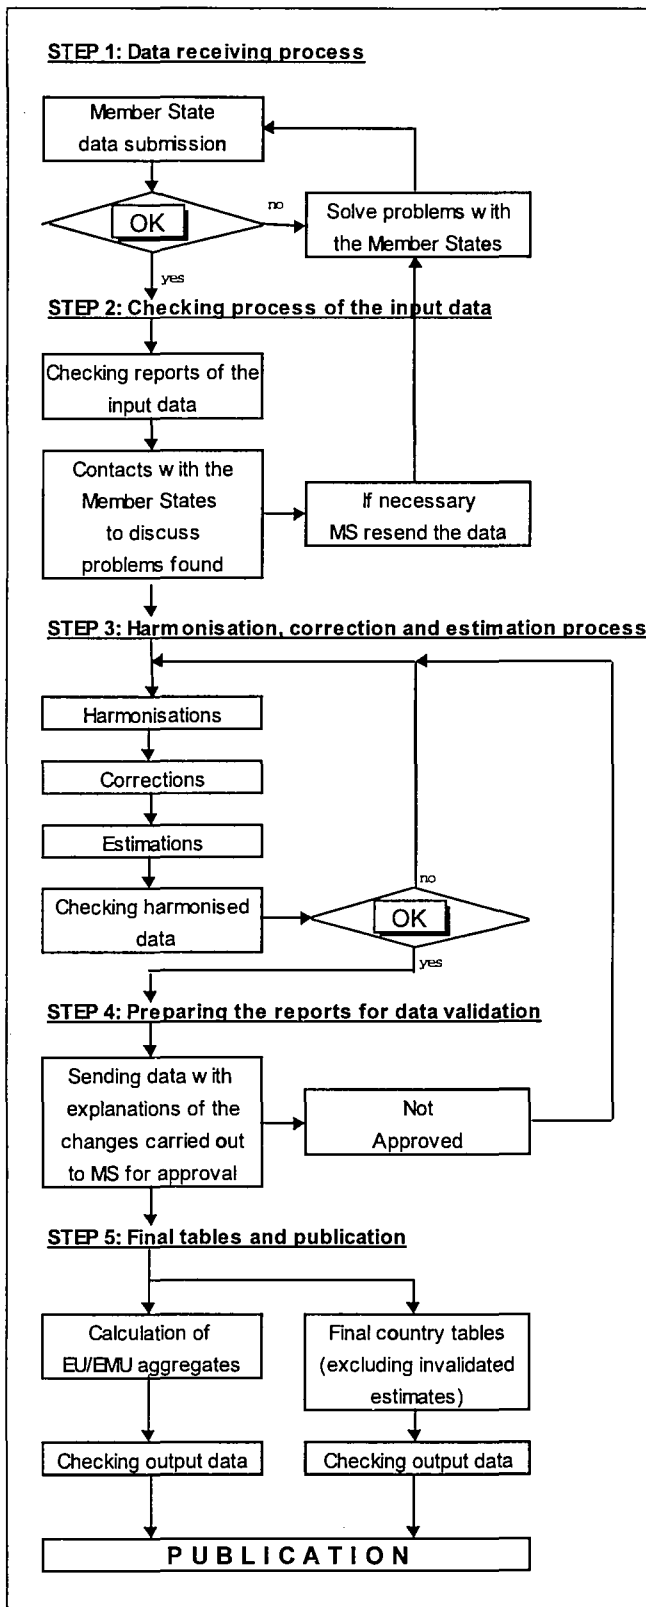 STEP 1: Data receiving process
Member State
data submission
OK
no
Solve problems with
the Member States
yes
STEP 2: Checking process of the input data
Checking reports of the
input data
Contacts with the
Member States
to discuss
problems found
If necessary
MS resend the data
STEP 3: Harmonisation, correction and estimation process
Harmonisations
Corrections
Estimations
Checking harmonised
data
no
OK
yes
STEP 4: Preparing the reports for data validation
Sending data with
explanations of the
changes carried out
to MS for approval
Not
Approved
STEP 5: Final tables and publication
Calculation of
EU/EMU aggregates
Final country tables
(excluding invalidated
estimates)
Checking output data
Checking output data
PUBLICATION